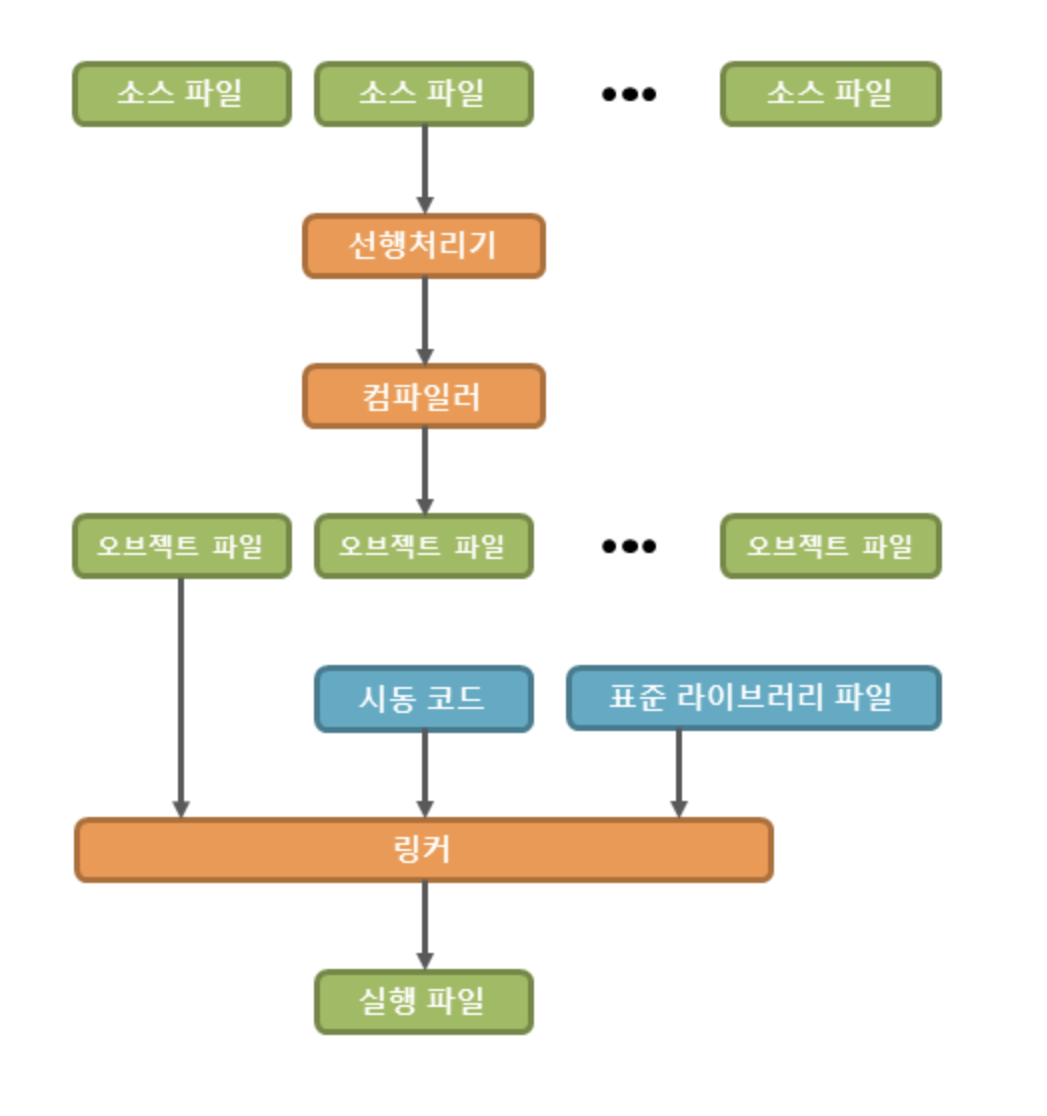 소스 파일
소스 파일
소스 파일
선행처리기
컴파일러
오브젝트 파일
오브젝트 파일
오브젝트 파일
시동 코드
표준 라이브러리 파일
링커
실행 파일